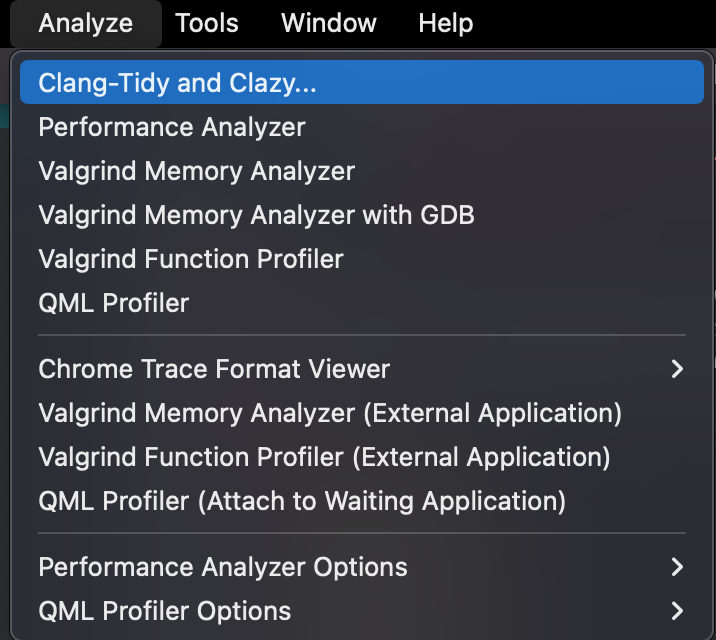 Analyze Tools Window Help
Clang-Tidy and Clazy...
Performance Analyzer
Valgrind Memory Analyzer
Valgrind Memory Analyzer with GDB
Valgrind Function Profiler
QML Profiler
Chrome Trace Format Viewer
Valgrind Memory Analyzer (External Application)
Valgrind Function Profiler (External Application)
QML Profiler (Attach to Waiting Application)
Performance Analyzer Options
QML Profiler Options